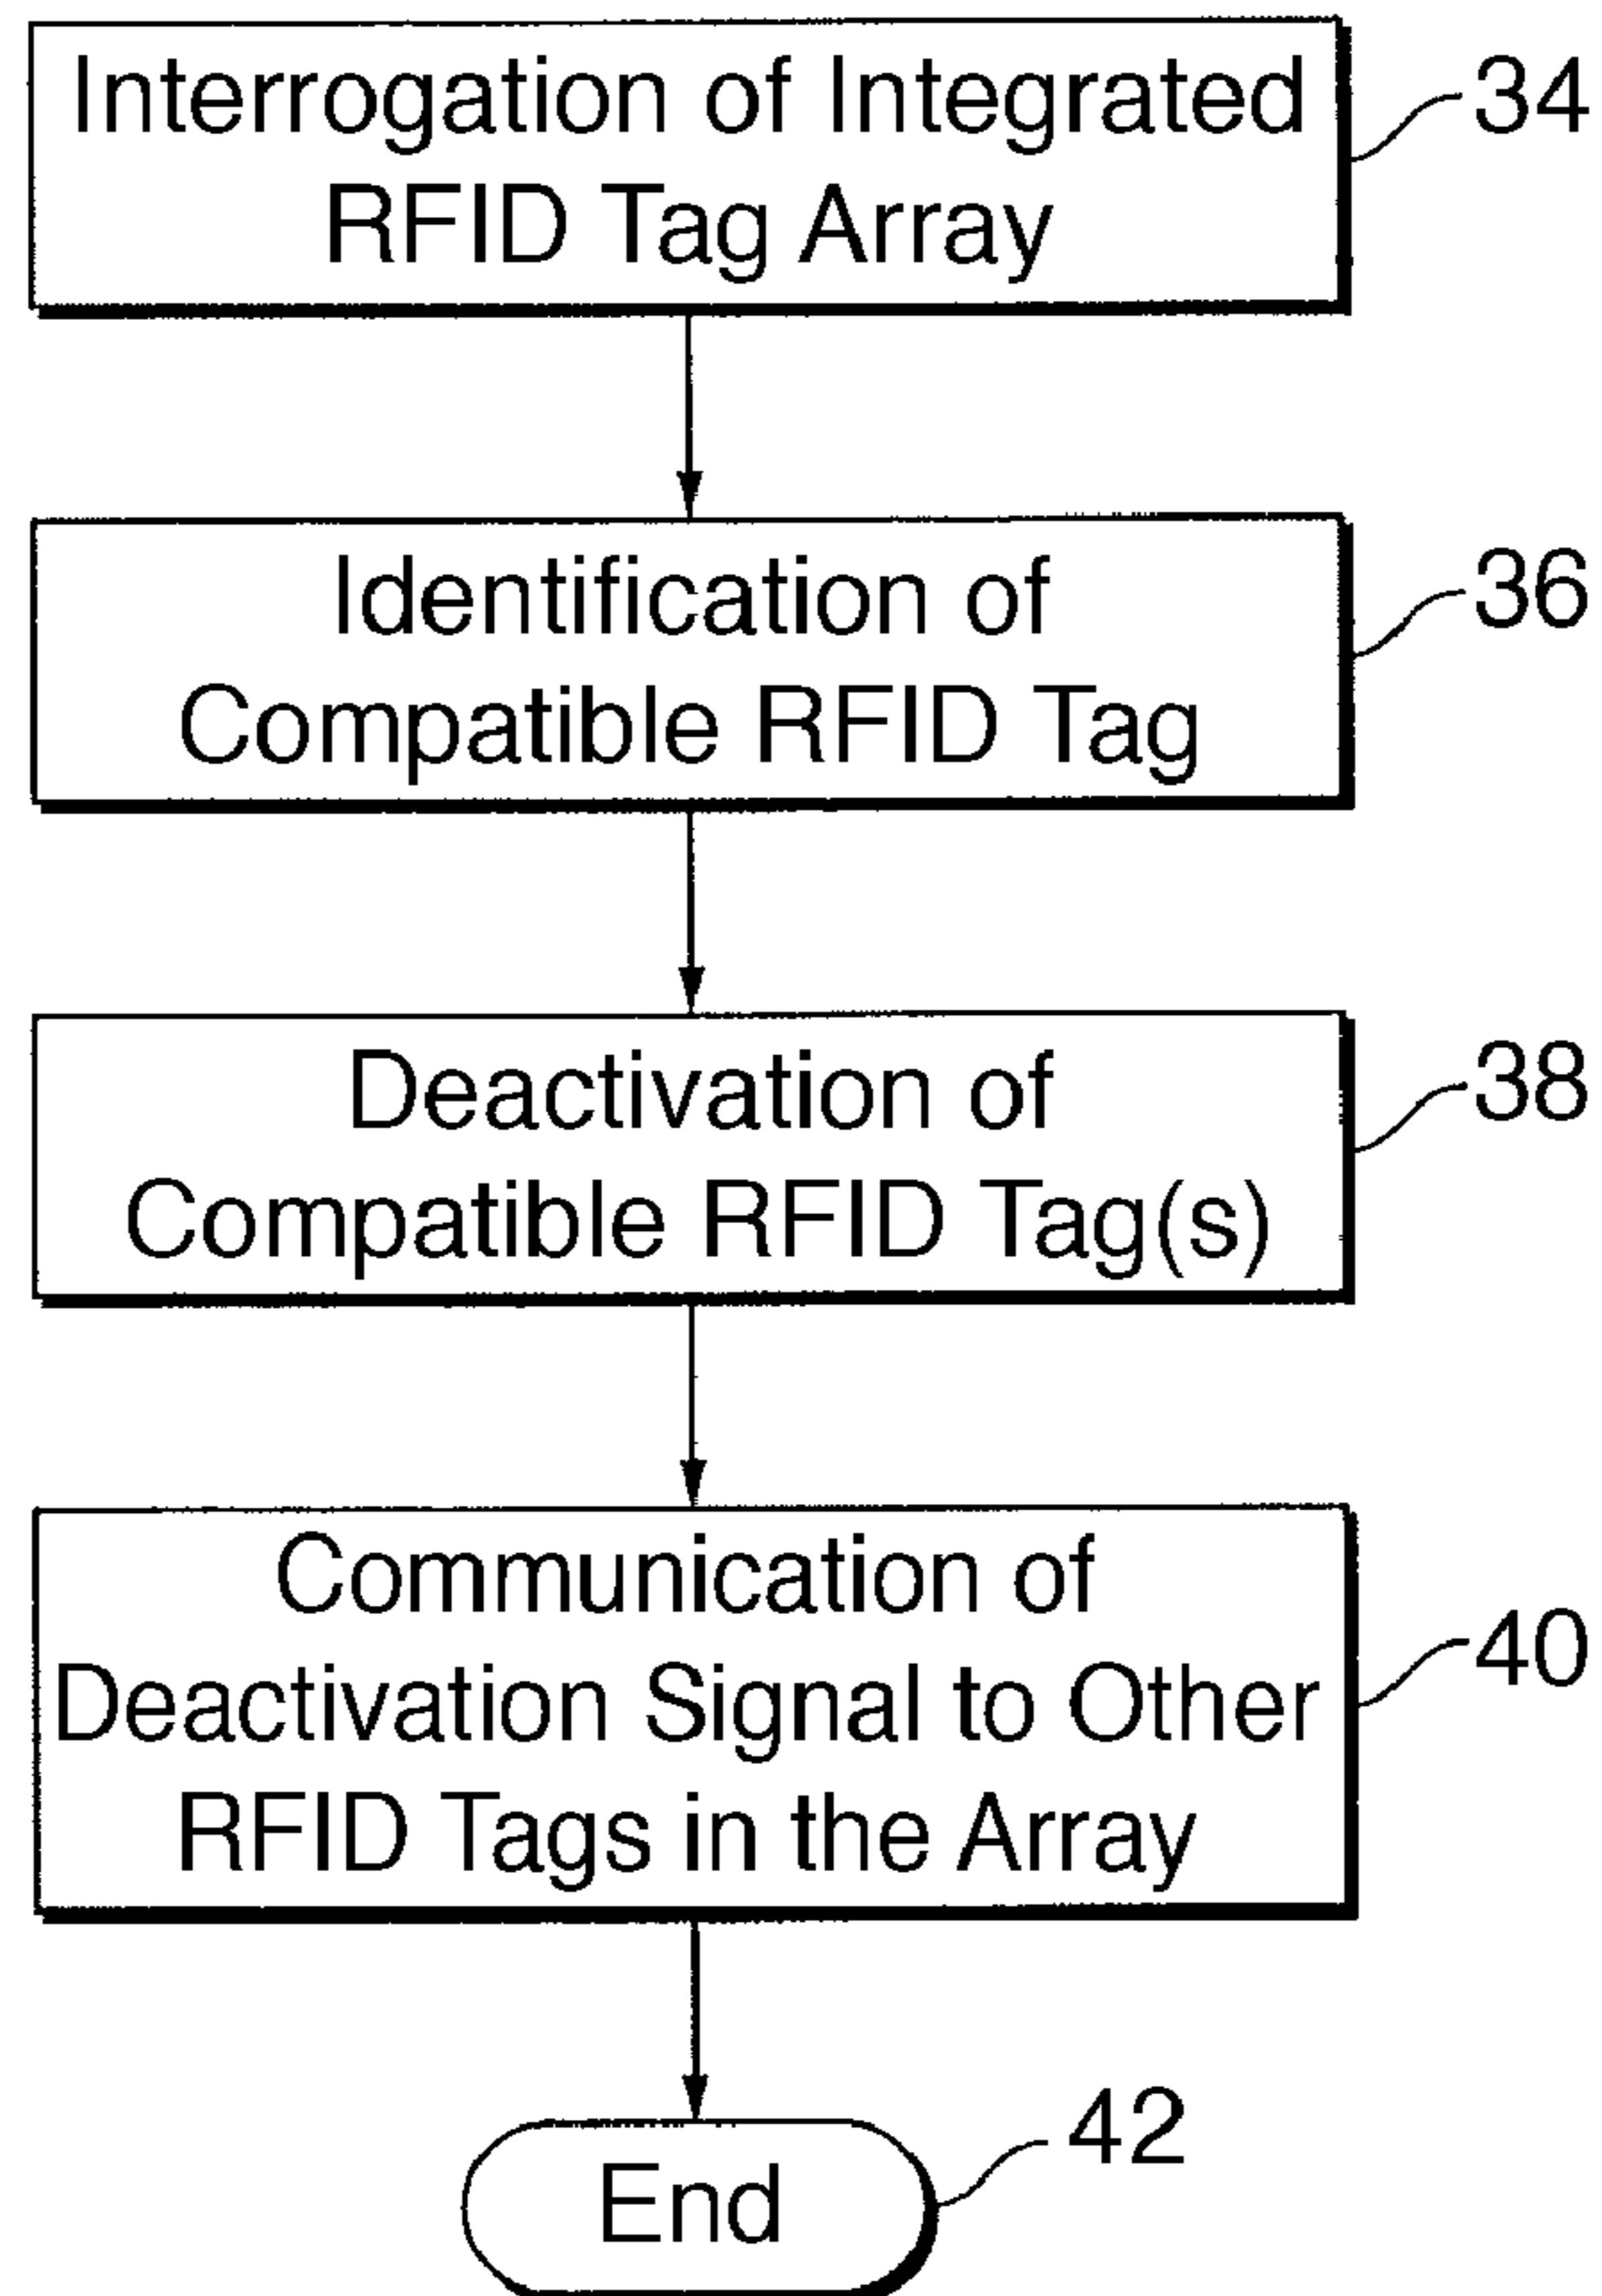 Interrogation of Integrated
RFID Tag Array
34
Identification of
Compatible RFID Tag
36
Deactivation of
Compatible RFID Tag(s)
38
Communication of
Deactivation Signal to Other
RFID Tags in the Array
40
End
42